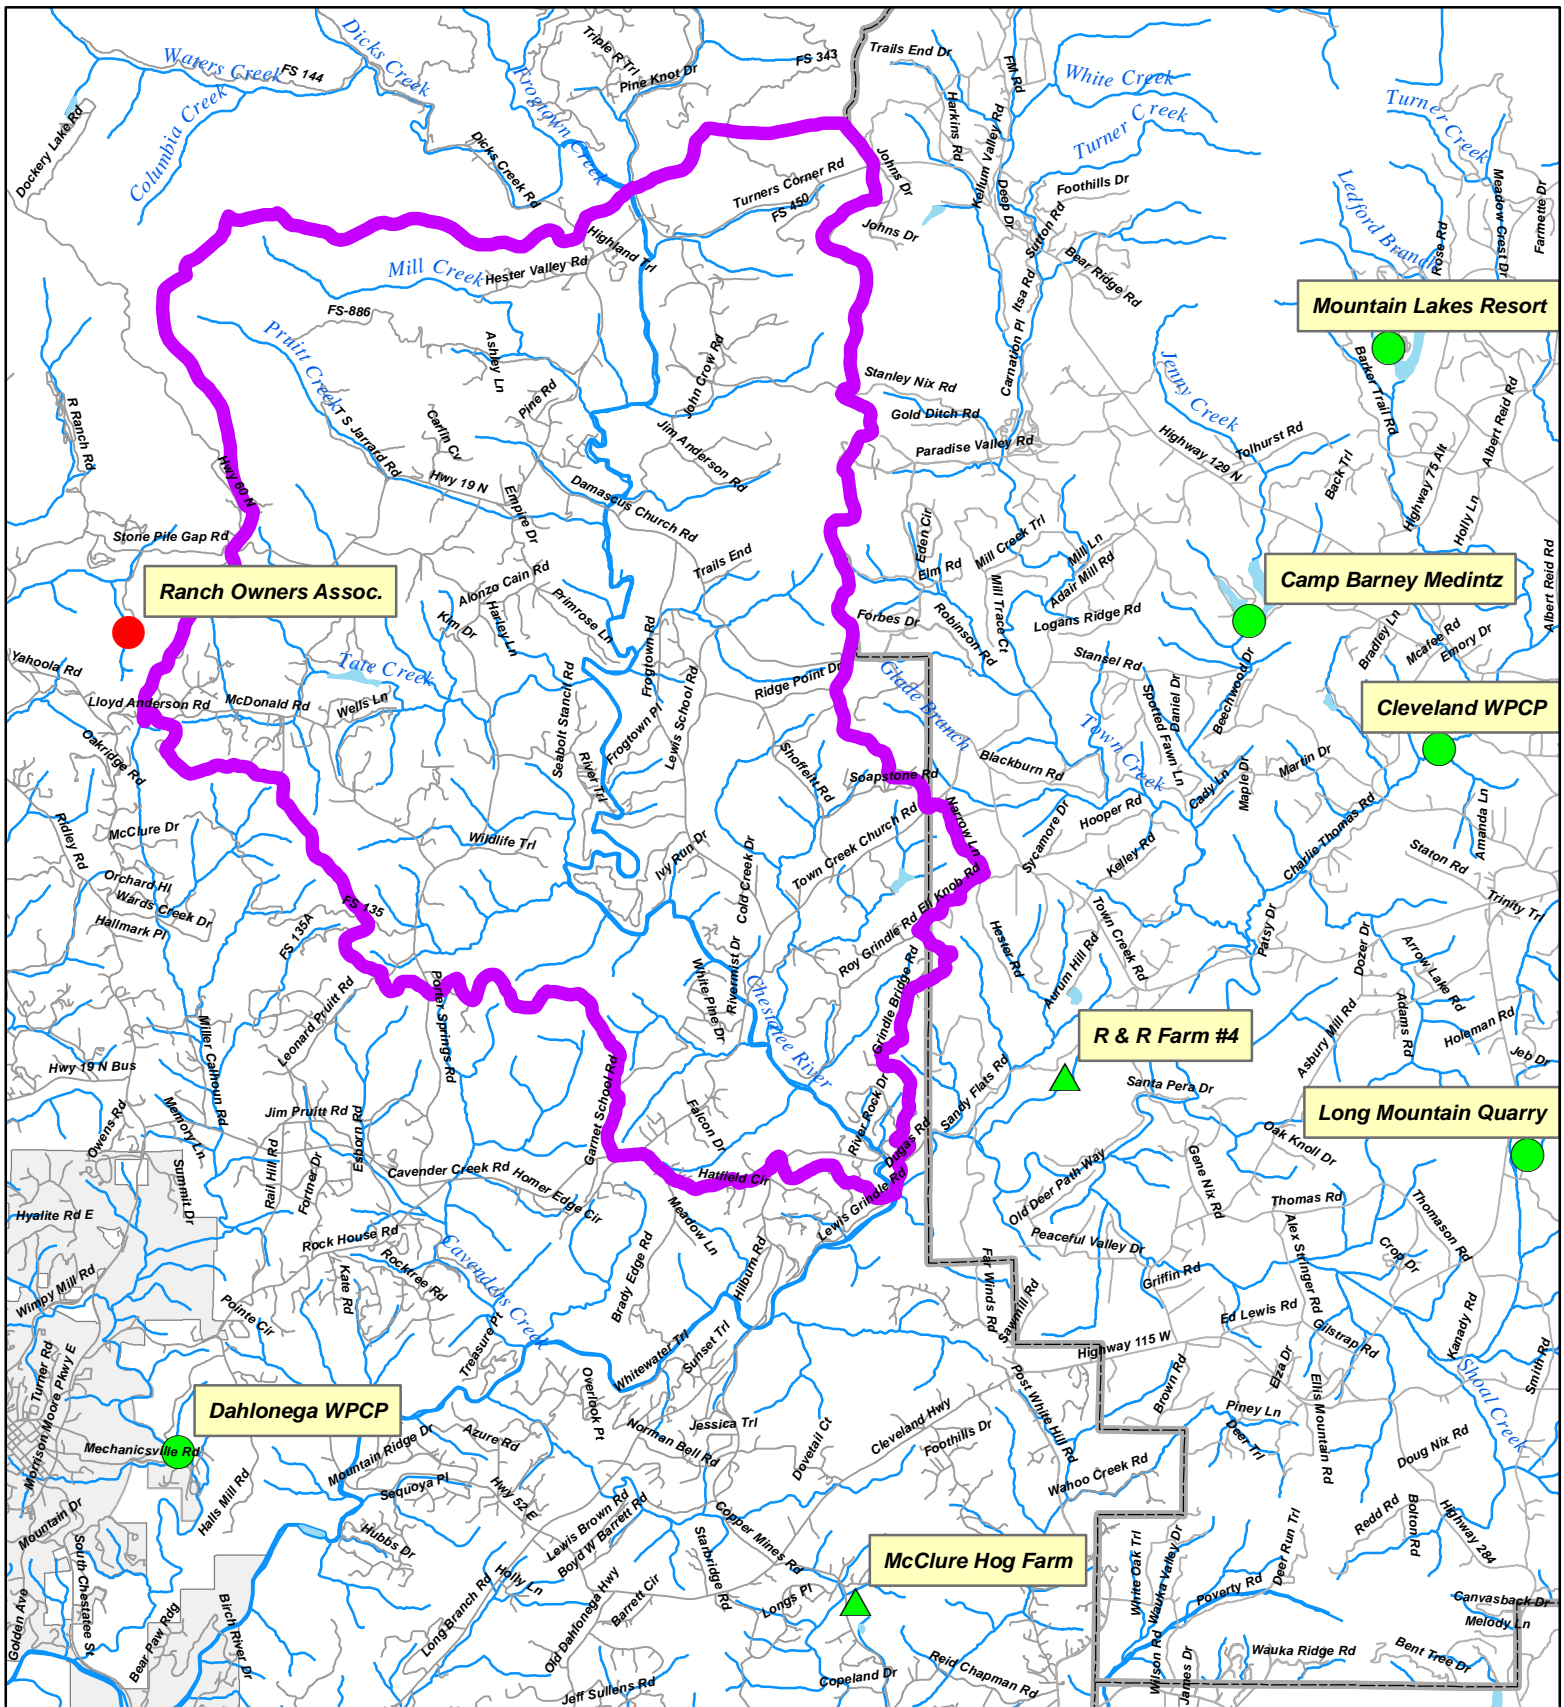 Waters Creek
FS 144
Dicks Creek
Triple R Trl
Pine Knot Dr
FS 343
Trails End Dr
FM Rd
White Creek
Turner Creek
Turner Creek
Frogtown Creek
Columbia Creek
Dockery Lake Rd
Dicks Creek Rd
Harkins Rd
Kellum Valley Rd
Deep Dr
Foothills Dr
Johns Dr
Turners Corner Rd
FS 450
Johns Dr
Sutton Rd
Bear Ridge Rd
Itsa Rd
Carnation Pl
Ledford Branch
Rose Rd
Meadow Crest Dr
Farmette Dr
Highland Trl
Hester Valley Rd
Mill Creek
FS-886
Pruitt Creek
Ashley Ln
Pine Rd
John Crow Rd
Mountain Lakes Resort
Barker Trail Rd
Jenny Creek
Stanley Nix Rd
Gold Ditch Rd
Paradise Valley Rd
Highway 129 N
Tolhurst Rd
Back Trl
Highway 75 Alt
Albert Reid Rd
Holly Ln
R Ranch Rd
T S Jarrard Rd
Carlin Cv
Hwy 19 N
Jim Anderson Rd
Empire Dr
Damascus Church Rd
Hwy 60 N
Stone Pile Gap Rd
Trails End
Eden Cir
Elm Rd
Mill Creek Trl
Mill Ln
Adair Mill Rd
Mill Trace Ct
Logans Ridge Rd
Forbes Dr
Robinson Rd
Camp Barney Medintz
Albert Reid Rd
Ranch Owners Assoc.
Alonzo Cain Rd
Harley Ln
Kim Dr
Primrose Ln
Frogtown Rd
Yahoola Rd
Tate Creek
Lloyd Anderson Rd
McDonald Rd
Wells Ln
Seabolt Stancil Rd
Lewis School Rd
Frogtown Pl
River Trl
Ridge Point Dr
Glade Branch
Stansel Rd
Spotted Fawn Ln
Daniel Dr
Beechwood Dr
Bradley Ln
Mcafee Rd
Emory Dr
Cleveland WPCP
Town Creek
Blackburn Rd
Shoffeitt Rd
Soapstone Rd
Narrow Ln
Cady Ln
Maple Dr
Martin Dr
Oakridge Rd
Ridley Rd
McClure Dr
Wildlife Trl
Ivy Run Dr
Cold Creek Dr
Town Creek Church Rd
Sycamore Dr
Hooper Rd
Kelley Rd
Charlie Thomas Rd
Amanda Ln
Staton Rd
Trinity Trl
Orchard Hl
Wards Creek Dr
Hallmark Pl
FS 135
FS 135A
Eli Knob Rd
Roy Grindle Rd
Hester Rd
Town Creek Rd
Patsy Dr
Dozer Dr
Arrow Lake Rd
Aurum Hill Rd
White Pine Dr
Rivermist Dr
Chestatee River
Grindle Bridge Rd
Leonard Pruitt Rd
Porter Springs Rd
Miller Calhoun Rd
Hwy 19 N Bus
R & R Farm #4
Asbury Mill Rd
Adams Rd
Holeman Rd
Jeb Dr
Santa Pera Dr
Long Mountain Quarry
Sandy Flats Rd
Garnet School Rd
Falcon Dr
River Rock Dr
Dugas Rd
Memory Ln
Owens Rd
Jim Pruitt Rd
Esborn Pl
Rail Hill Rd
Fortner Dr
Summit Dr
Cavender Creek Rd
Homer Edge Cir
Hatfield Cir
Lewis Grindle Rd
Old Deer Path Way
Oak Knoll Dr
Gene Nix Rd
Thomas Rd
Thomason Rd
Hyalite Rd E
Rock House Rd
Rocktree Rd
Kane Rd
Cavenders Creek
Meadow Ln
Brady Edge Rd
Hilburn Rd
Peaceful Valley Dr
Griffin Rd
Alex Stringer Rd
Crop Dr
Far Winds Rd
Sawmill Rd
Ed Lewis Rd
Gilstrap Rd
Kanady Rd
Wimpy Mill Rd
Pointe Cir
Treasure Pt
Whitewater Trl
Sunset Trl
Highway 115 W
Turner Rd
Morrison Moore Pkwy E
Dahlonega WPCP
Overlook Pt
Post White Hill Rd
Brown Rd
Elza Dr
Ellis Mountain Rd
Smith Rd
Shoal Creek
Piney Ln
Deer Trl
Mechanicsville Rd
Mountain Ridge Dr
Azure Rd
Norman Bell Rd
Jessica Trl
Dovetail Ct
Cleveland Hwy
Foothills Dr
Wahoo Creek Rd
Doug Nix Rd
Halls Mill Rd
Sequoya Pl
Hwy 52 E
Lewis Brown Rd
Boyd W Barrett Rd
Copper Mines Rd
Starbridge Rd
Redd Rd
Bolton Rd
Highway 284
Mountain Dr
Hubbs Dr
South Chestatee St
McClure Hog Farm
White Oak Trl
Wauka Valley Dr
Deer Run Trl
Poverty Rd
Golden Ave
Bear Paw Rdg
Birch River Dr
Holly Ln
Long Branch Rd
Old Dahlonega Hwy
Barrett Cir
Longs Pl
Canvasback Dr
Melody Ln
Jeff Sullens Rd
Copeland Dr
Reid Chapman Rd
Wilson Rd
James Dr
Wauka Ridge Rd
Bent Tree Dr